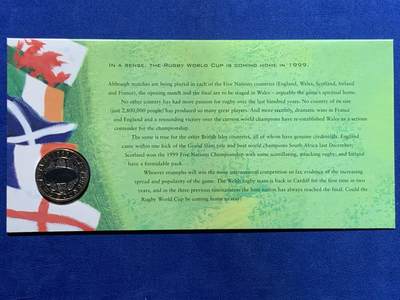 IN A SENSE, THE RUGBY WORLD CUP IS COMING HOME IN 1999.
Although matches are being played in each of the Five Nations countries (England, Wales, Scotland, Ireland
and France), the opening match and the final are to be staged in Wales – arguably the game's spiritual home.
No other country has had more passion for rugby over the last hundred years. No country of its size
(just 2,800,000 people) has produced so many great players. And more recently, dramatic wins in France
and England and a resounding victory over the current world champions have re-established Wales as a serious
contender for the championship.
The same is true for the other British Isles countries, all of whom have genuine credentials. England
came within one kick of the Grand Slam prize and beat world champions South Africa last December;
Scotland won the 1999 Five Nations Championship with some scintillating, attacking rugby; and Ireland
have a formidable pack.
Whoever triumphs will win the most international competition so far, evidence of the increasing
spread and popularity of the game. The Welsh rugby team is back in Cardiff for the first time in two
years, and in the three previous tournaments the host nation has always reached the final. Could the
Rugby World Cup be coming home to stay?